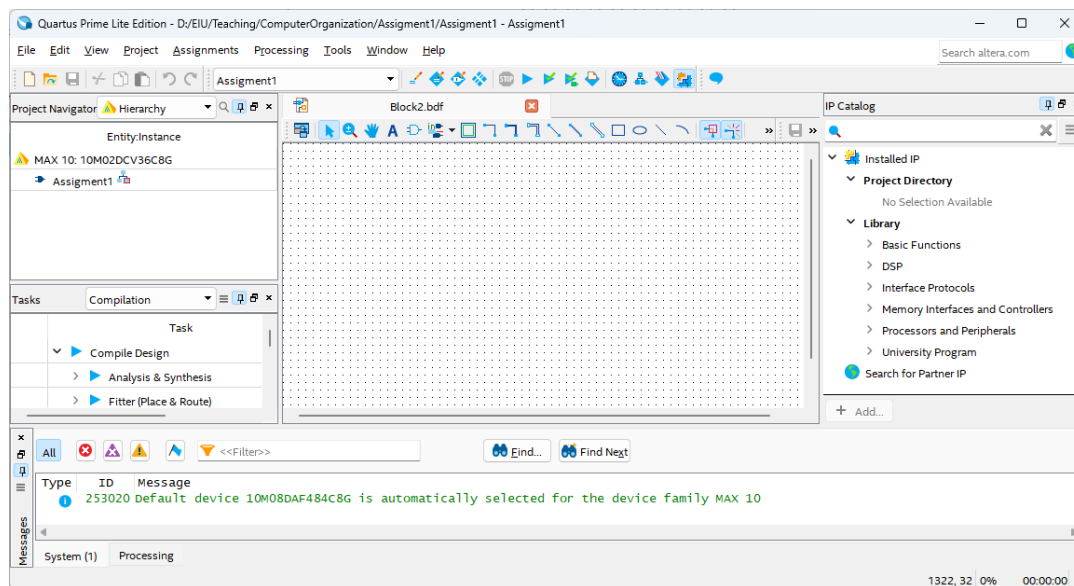 Quartus Prime Lite Edition - D:/EIU/Teaching/ComputerOrganization/Assigment1/Assigment1 - Assigment1
File Edit View Project Assignments Processing Tools Window Help
Search altera.com
Assigment1
STOP
Project Navigator Hierarchy
Entity:Instance
MAX 10: 10M02DCV36C8G
Assigment1
Tasks Compilation
Task
Compile Design
Analysis & Synthesis
Fitter (Place & Route)
Block2.bdf
A
IP Catalog
Installed IP
Project Directory
No Selection Available
Library
Basic Functions
DSP
Interface Protocols
Memory Interfaces and Controllers
Processors and Peripherals
University Program
Search for Partner IP
+ Add...
All <<Filter>> Find... Find Next
Type ID Message
253020 Default device 10M08DAF484C8G is automatically selected for the device family MAX 10
Messages
System (1) Processing
1322, 32 0% 00:00:00